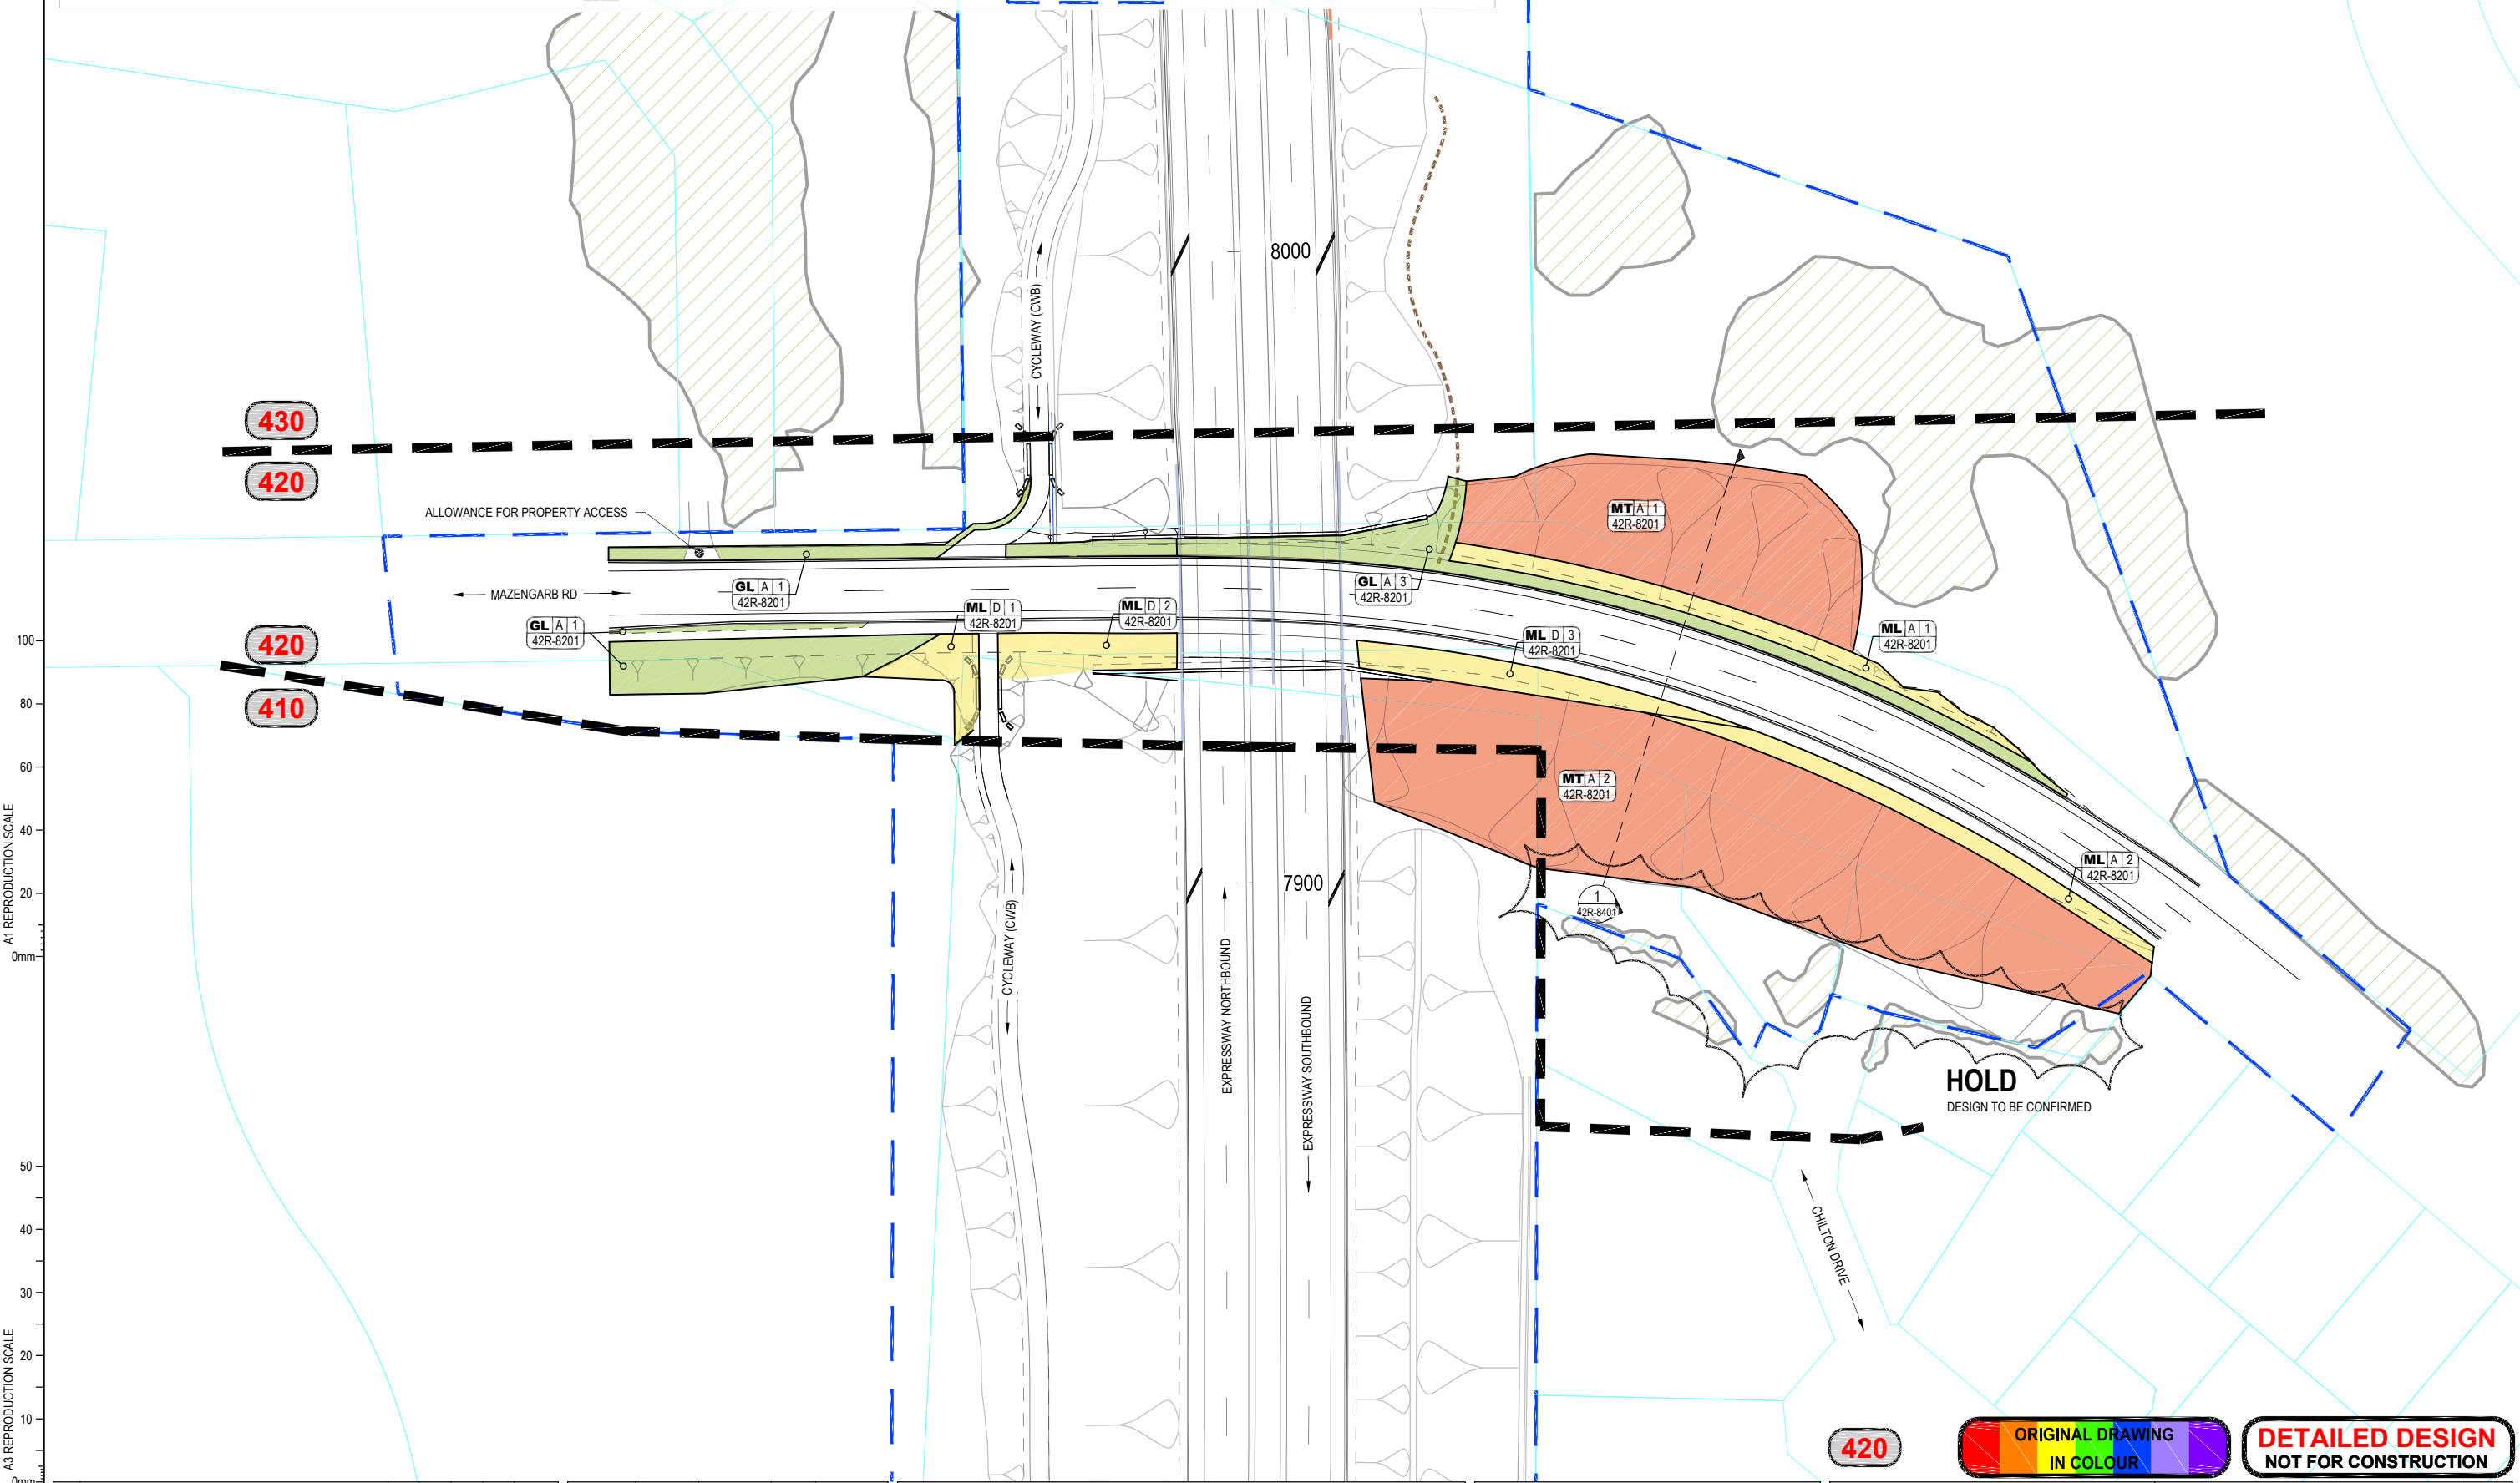 8000
CYCLEWAY (CWB)
430
420
ALLOWANCE FOR PROPERTY ACCESS
MT A 1
42R-8201
MAZENGARB RD
GL A 1
42R-8201
GL A 3
42R-8201
ML D 1
42R-8201
ML D 2
42R-8201
GL A 1
42R-8201
ML D 3
42R-8201
ML A 1
42R-8201
420
410
MT A 2
42R-8201
7900
ML A 2
42R-8201
1
42R-8401
CYCLEWAY (CWB)
EXPRESSWAY NORTHBOUND
EXPRESSWAY SOUTHBOUND
HOLD
DESIGN TO BE CONFIRMED
CHILTON DRIVE
100
80
60
40
20
0mm
A1 REPRODUCTION SCALE
50
40
30
20
10
0mm
A3 REPRODUCTION SCALE
420
ORIGINAL DRAWING
IN COLOUR
DETAILED DESIGN
NOT FOR CONSTRUCTION